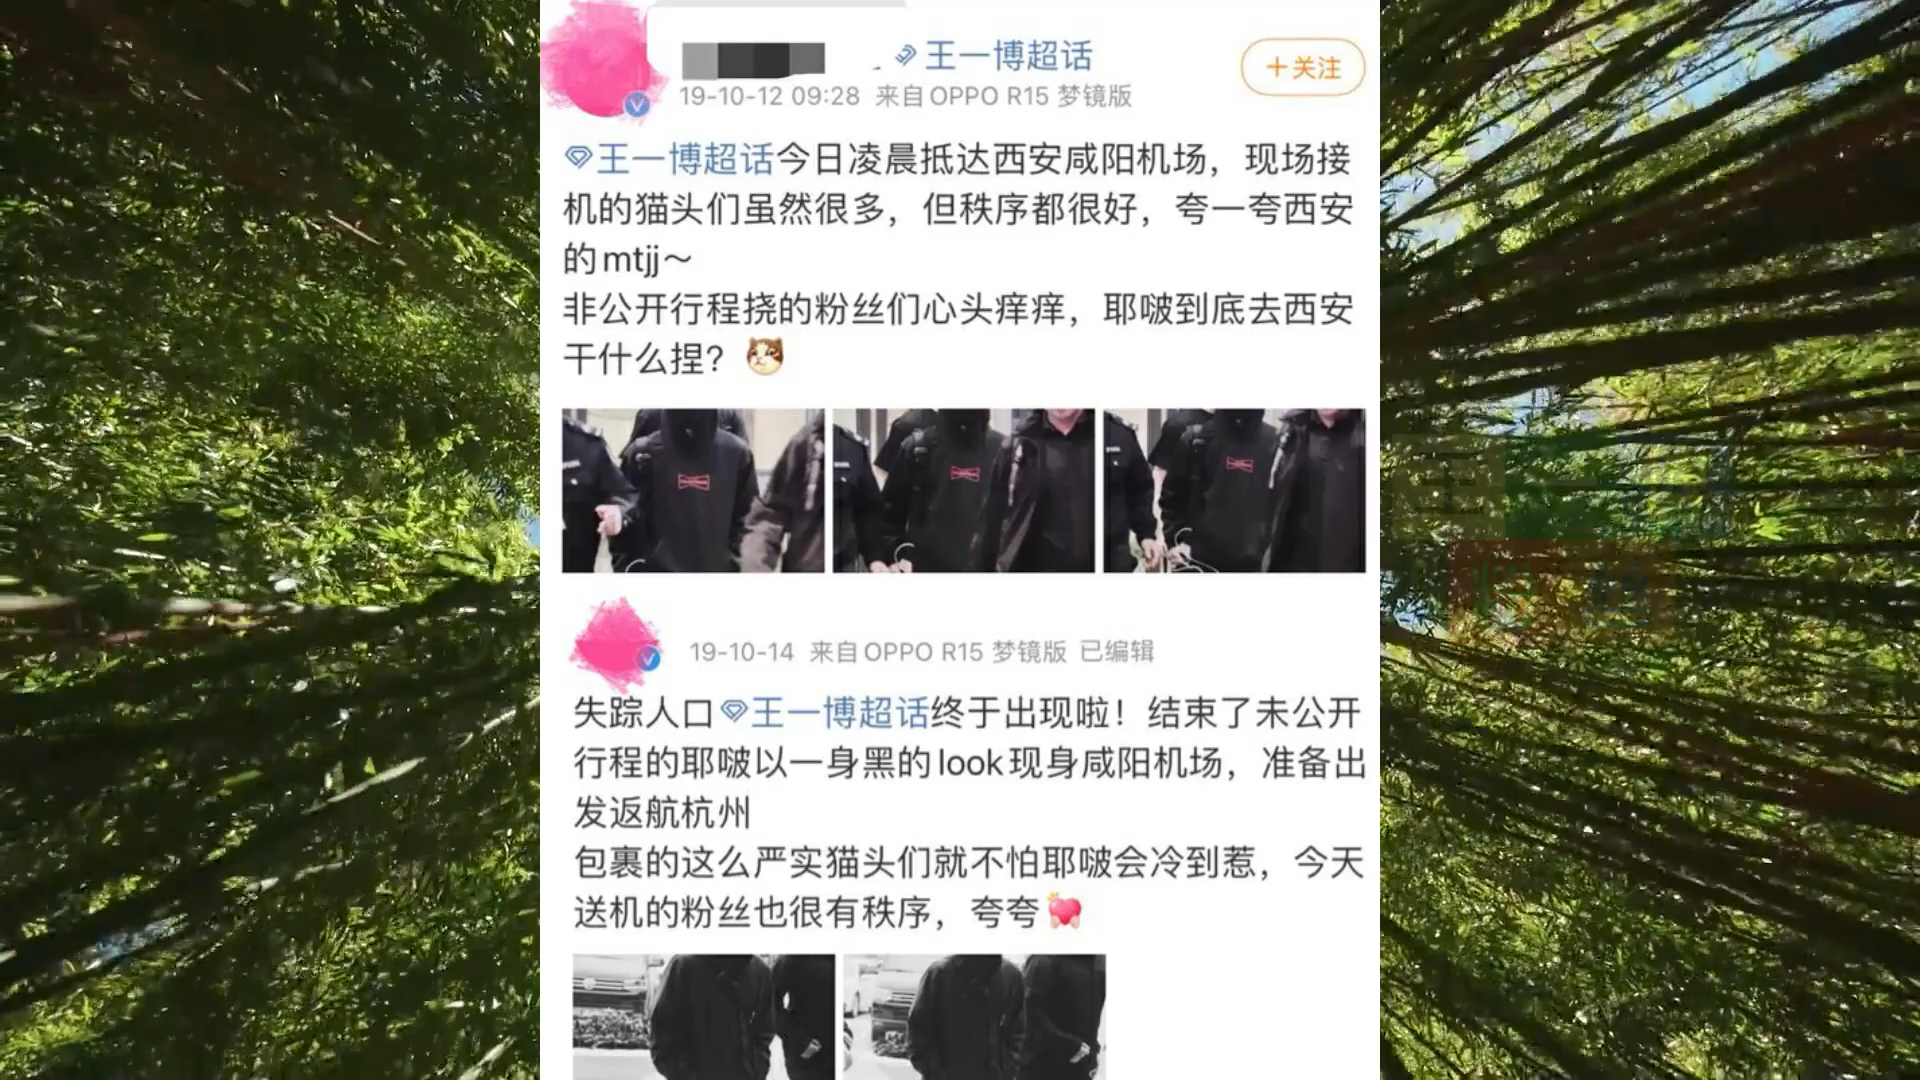 王一博超话
+关注
19-10-12 09:28 来自OPPO R15 梦镜版
王一博超话今日凌晨抵达西安咸阳机场，现场接
机的猫头们虽然很多，但秩序都很好，夸一夸西安
的mtjj～
非公开行程挠的粉丝们心头痒痒，耶啵到底去西安
干什么捏？
19-10-14 来自OPPO R15 梦镜版 已编辑
失踪人口王一博超话终于出现啦！结束了未公开
行程的耶啵以一身黑的look现身咸阳机场，准备出
发返航杭州
包裹的这么严实猫头们就不怕耶啵会冷到惹，今天
送机的粉丝也很有秩序，夸夸